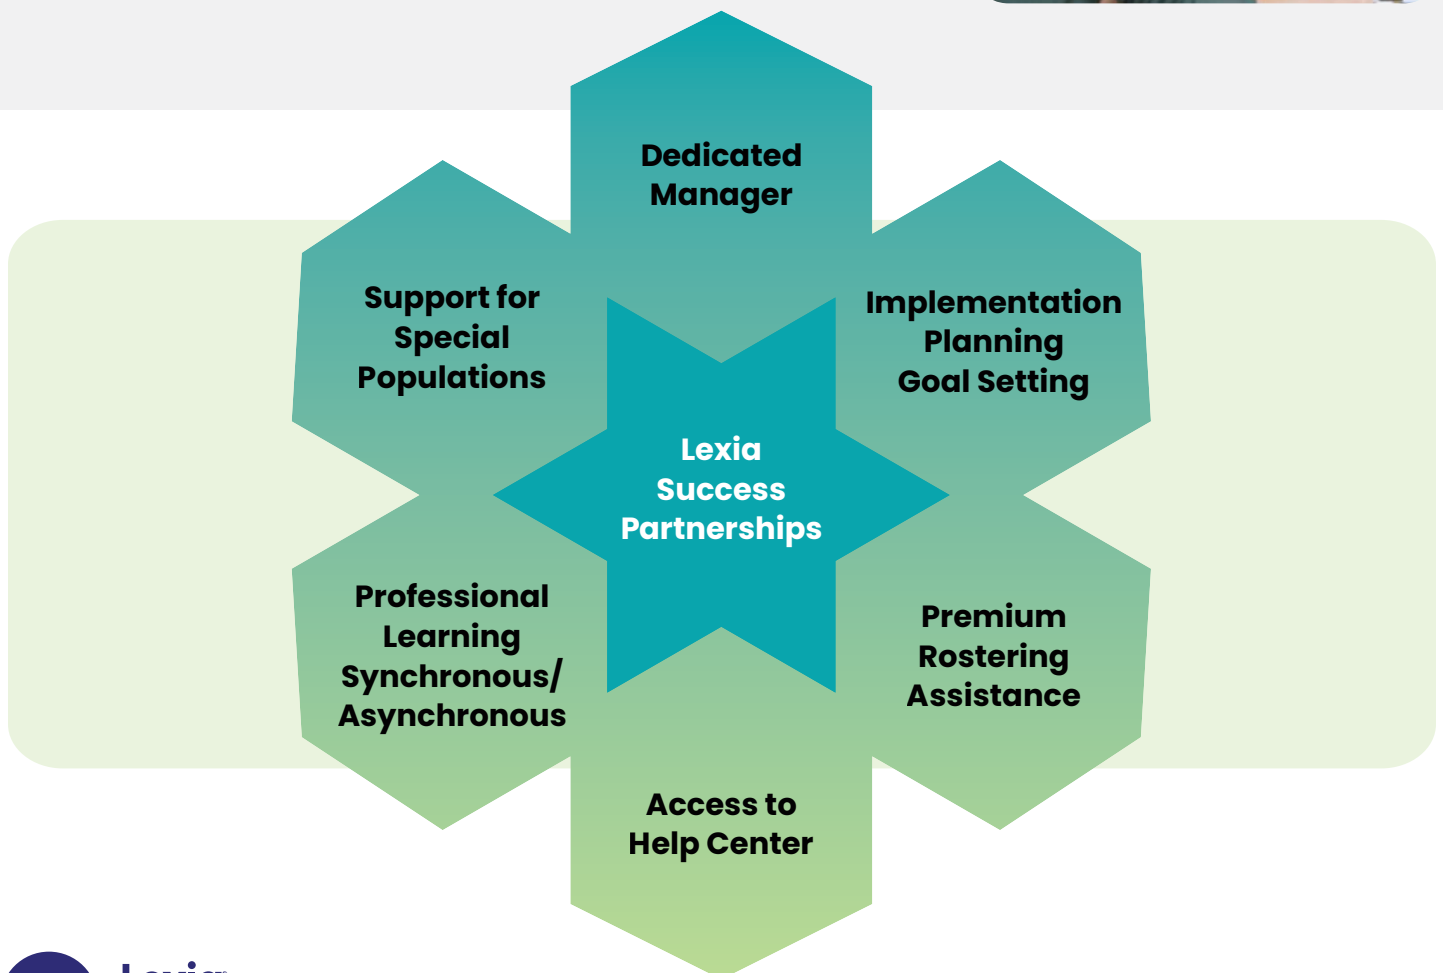 Dedicated
Manager
Support for
Special
Populations
Implementation
Planning
Goal Setting
Lexia
Success
Partnerships
Professional
Learning
Synchronous/
Asynchronous
Premium
Rostering
Assistance
Access to
Help Center
Lexia®